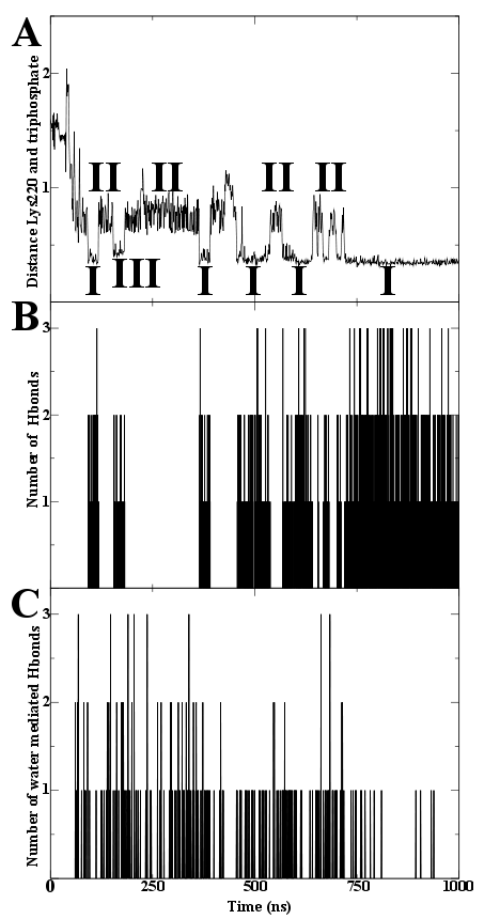 A
Distance Lys220 and triphosphate
2
1
II II II II
I III I I I I
B
Number of Hbonds
3
2
1
C
Number of water mediated Hbonds
3
2
1
0 250 500 750 1000
Time (ns)